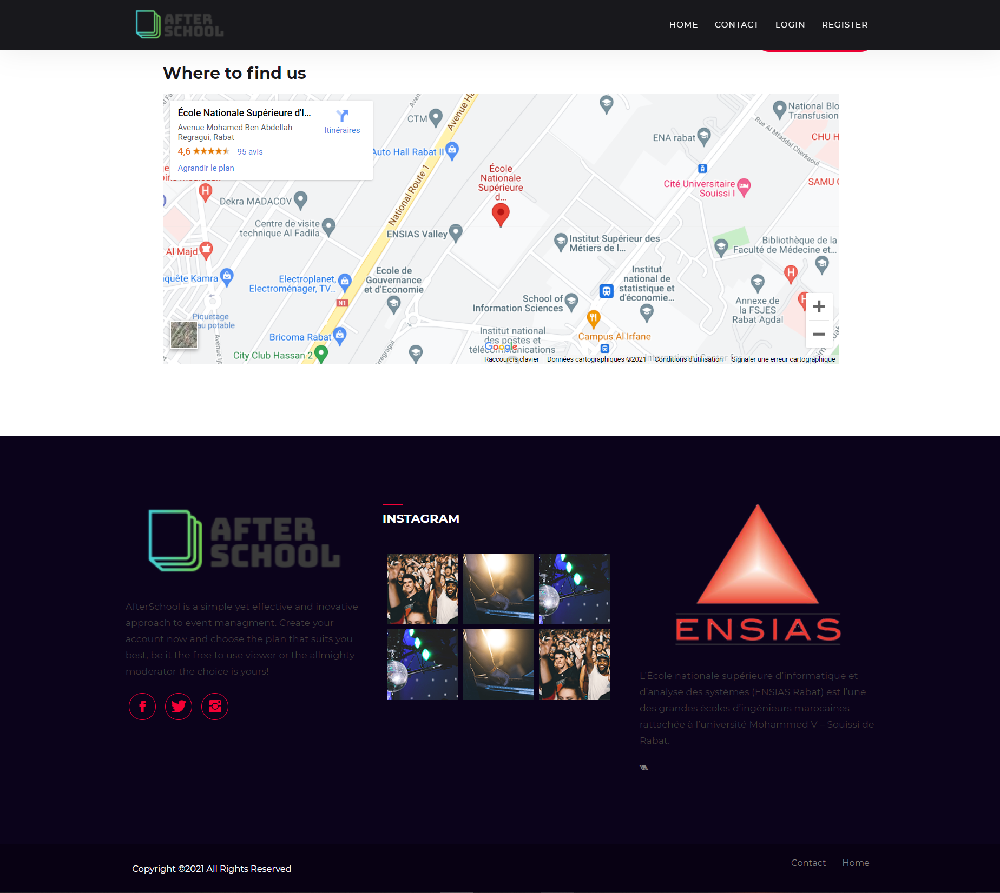 AFTER
SCHOOL
HOME CONTACT LOGIN REGISTER
Where to find us
École Nationale Supérieure d'I...
Avenue Mohamed Ben Abdellah
Regragui, Rabat
4,6 95 avis
Agrandir le plan
Itinéraires
CTM
Auto Hall Rabat II
National Route 1
École
Nationale
Supérieure
d...
ENA rabat
National Blo
Transfusion
Rue Al Mfaddal Cherkaoui
CHU H
SAMU
Cité Universitaire
Souissi I
H
Dekra MADACOV
Centre de visite
technique Al Fadila
ENSIAS Valley
Institut Supérieur des
Métiers de l...
Bibliothèque de la
Faculté de Médecine et...
Al Majd
quête Kamra
Electroplanet,
Electroménager, TV...
N1
Ecole de
Gouvernance
et d'Economie
Institut
national de
statistique et
d'économie...
H
School of
Information Sciences
Annexe de
la FSJES
Rabat Agdal
H
Piquetage
au potable
Bricoma Rabat
Institut national
des postes et
télécommunications
Campus Al Irfane
City Club Hassan 2
Google
Raccourcis clavier Données cartographiques ©2021 Conditions d'utilisation Signaler une erreur cartographique
AFTER
SCHOOL
AfterSchool is a simple yet effective and inovative
approach to event managment. Create your
account now and choose the plan that suits you
best, be it the free to use viewer or the allmighty
moderator the choice is yours!
INSTAGRAM
ENSIAS
L'École nationale supérieure d'informatique et
d'analyse des systèmes (ENSIAS Rabat) est l'une
des grandes écoles d'ingénieurs marocaines
rattachée à l'université Mohammed V – Souissi de
Rabat.
Copyright ©2021 All Rights Reserved
Contact Home